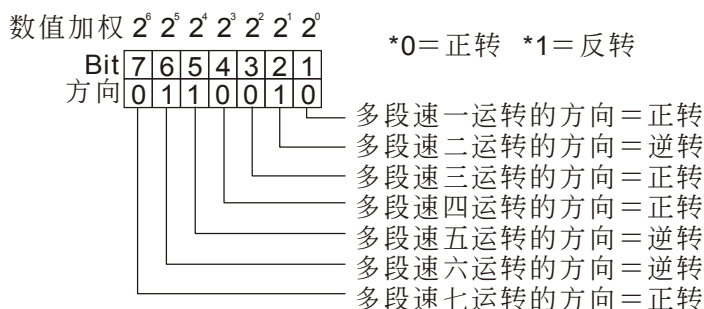 数值加权 2⁶ 2⁵ 2⁴ 2³ 2² 2¹ 2⁰
*0＝正转 *1＝反转
Bit 7 6 5 4 3 2 1
方向 0 1 1 0 0 1 0
多段速一运转的方向＝正转
多段速二运转的方向＝逆转
多段速三运转的方向＝正转
多段速四运转的方向＝正转
多段速五运转的方向＝逆转
多段速六运转的方向＝逆转
多段速七运转的方向＝正转